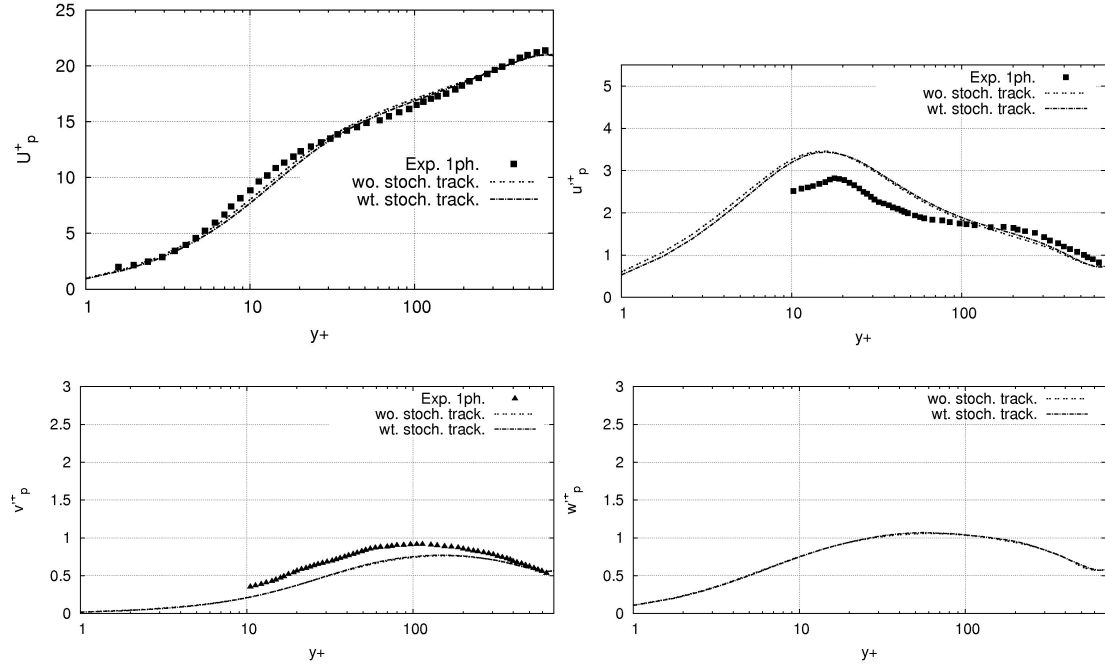 25
20
15
10
5
0
1
10
100
y+
U⁺p
Exp. 1ph.
wo. stoch. track.
wt. stoch. track.
5
4
3
2
1
0
1
10
100
y+
u'⁺p
Exp. 1ph.
wo. stoch. track.
wt. stoch. track.
3
2.5
2
1.5
1
0.5
0
1
10
100
y+
v'⁺p
Exp. 1ph.
wo. stoch. track.
wt. stoch. track.
3
2.5
2
1.5
1
0.5
0
1
10
100
y+
w'⁺p
wo. stoch. track.
wt. stoch. track.